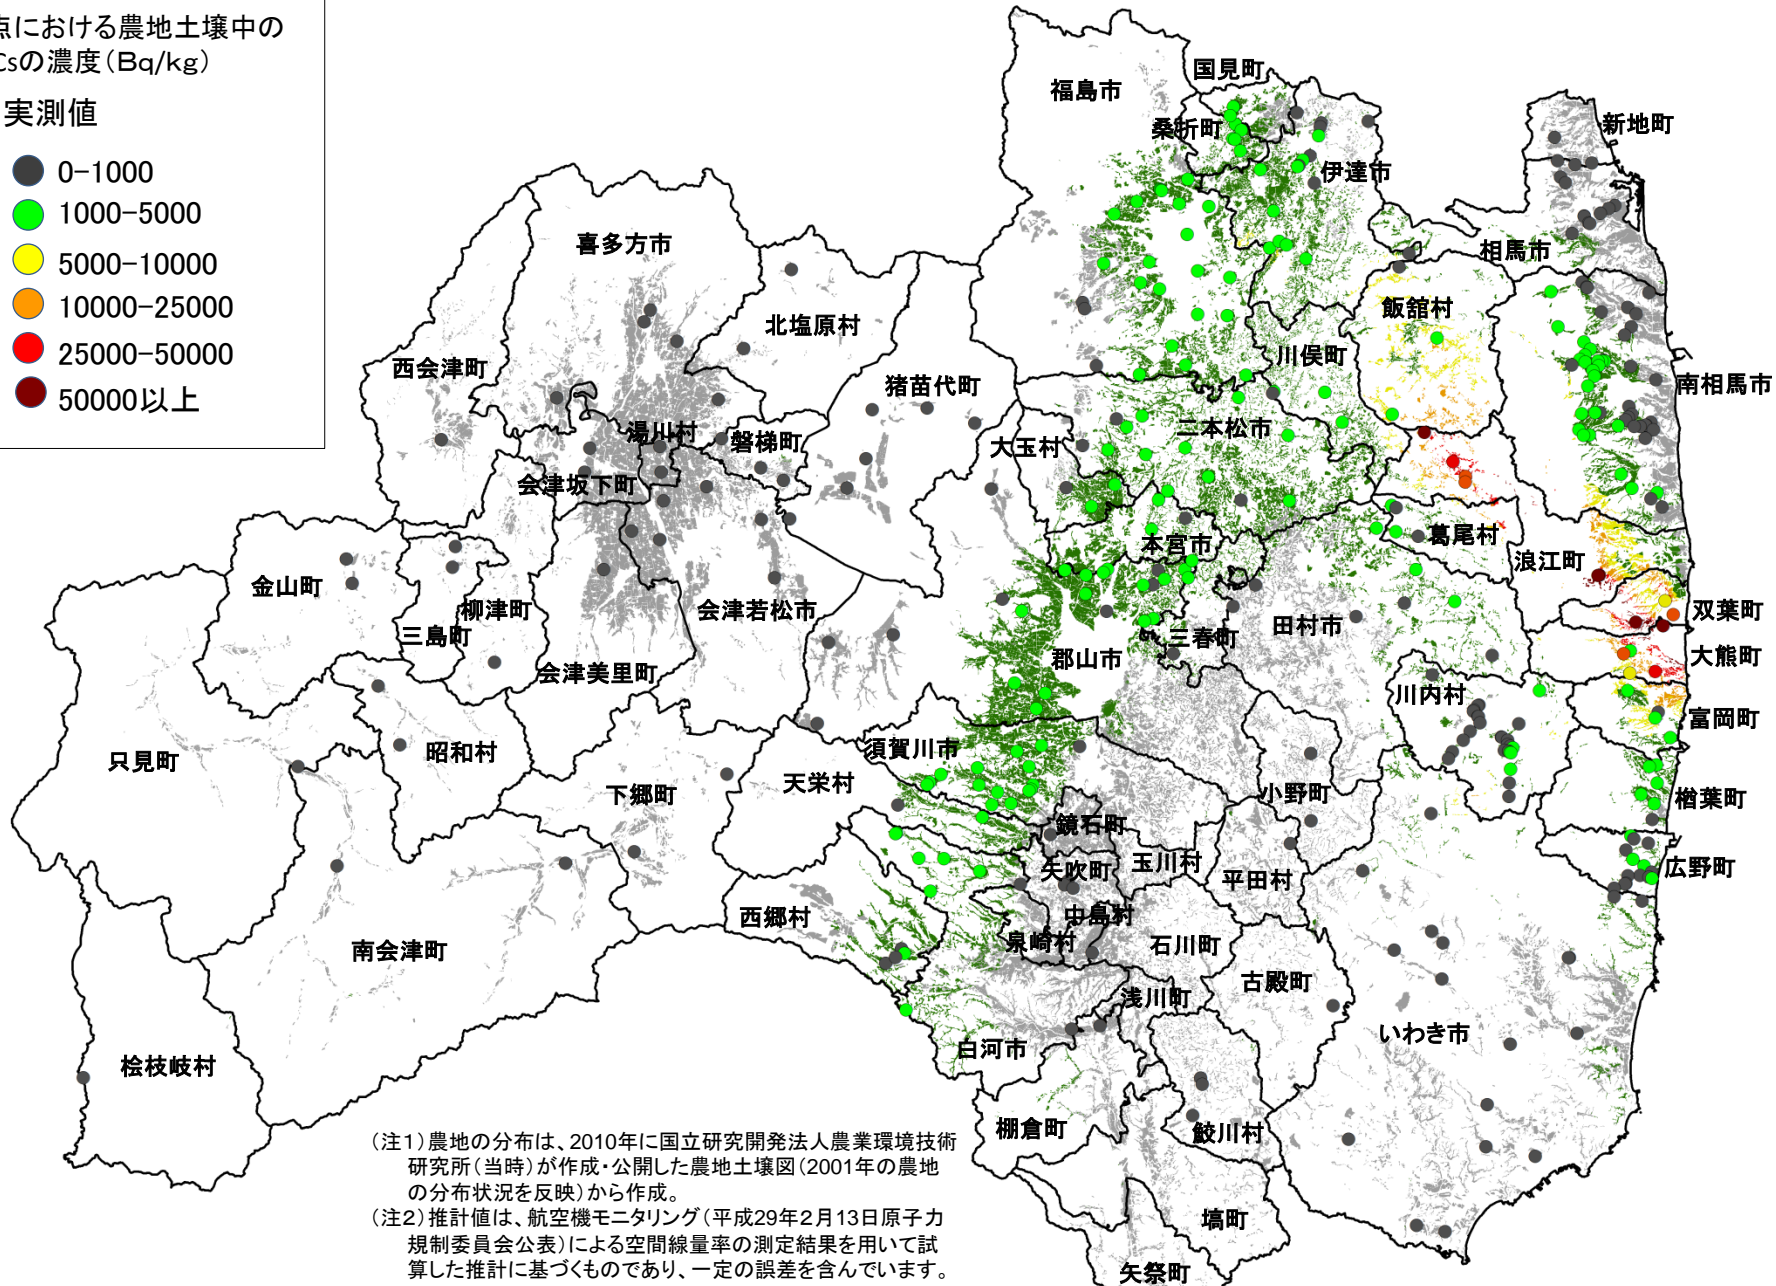 点における農地土壌中の
Csの濃度(Bq/kg)
実測値
0-1000
1000-5000
5000-10000
10000-25000
25000-50000
50000以上
福島市
国見町
桑折町
伊達市
新地町
相馬市
飯舘村
川俣町
南相馬市
喜多方市
北塩原村
西会津町
猪苗代町
湯川村
磐梯町
大玉村
二本松市
会津坂下町
本宮市
葛尾村
浪江町
双葉町
大熊町
金山町
柳津町
三島町
会津若松市
会津美里町
郡山市
三春町
田村市
川内村
富岡町
只見町
昭和村
下郷町
天栄村
須賀川市
小野町
楢葉町
鏡石町
矢吹町
玉川村
平田村
広野町
西郷村
中島村
泉崎村
石川町
古殿町
南会津町
浅川町
いわき市
白河市
桧枝岐村
棚倉町
鮫川村
塙町
矢祭町
(注1)農地の分布は、2010年に国立研究開発法人農業環境技術
研究所(当時)が作成・公開した農地土壌図(2001年の農地
の分布状況を反映)から作成。
(注2)推計値は、航空機モニタリング(平成29年2月13日原子力
規制委員会公表)による空間線量率の測定結果を用いて試
算した推計に基づくものであり、一定の誤差を含んでいます。